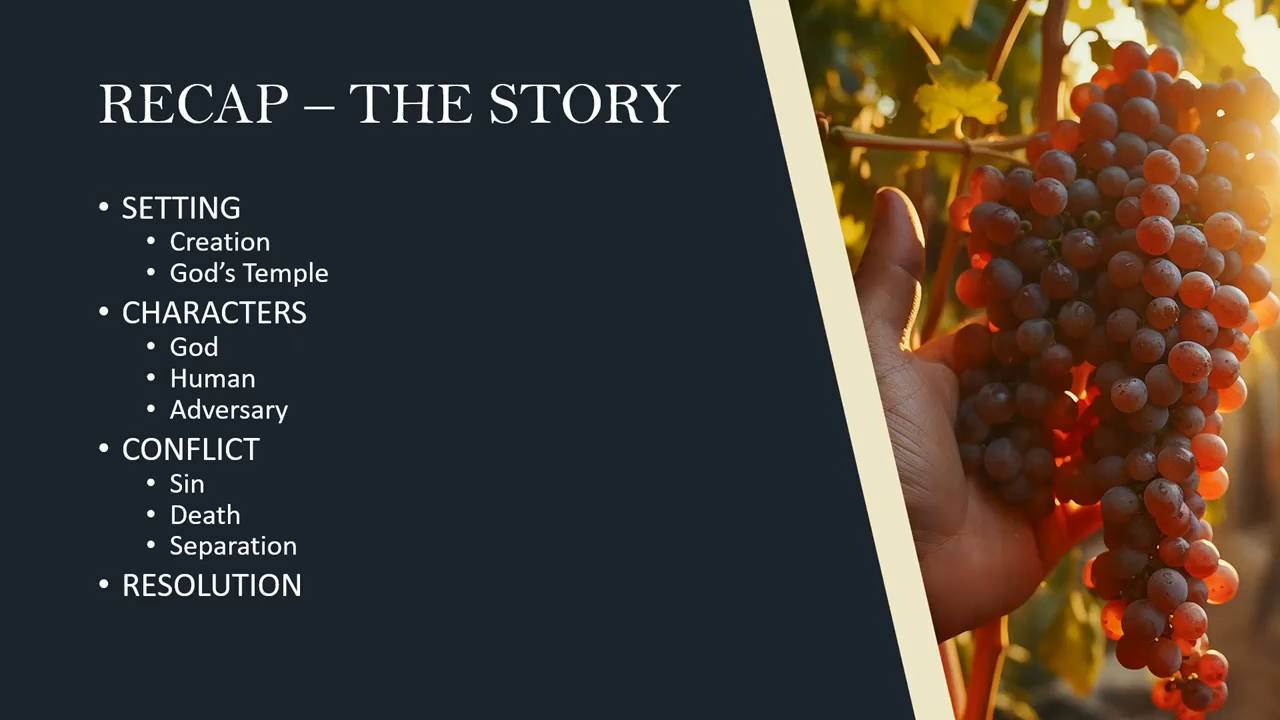 RECAP – THE STORY
• SETTING
• Creation
• God’s Temple
• CHARACTERS
• God
• Human
• Adversary
• CONFLICT
• Sin
• Death
• Separation
• RESOLUTION